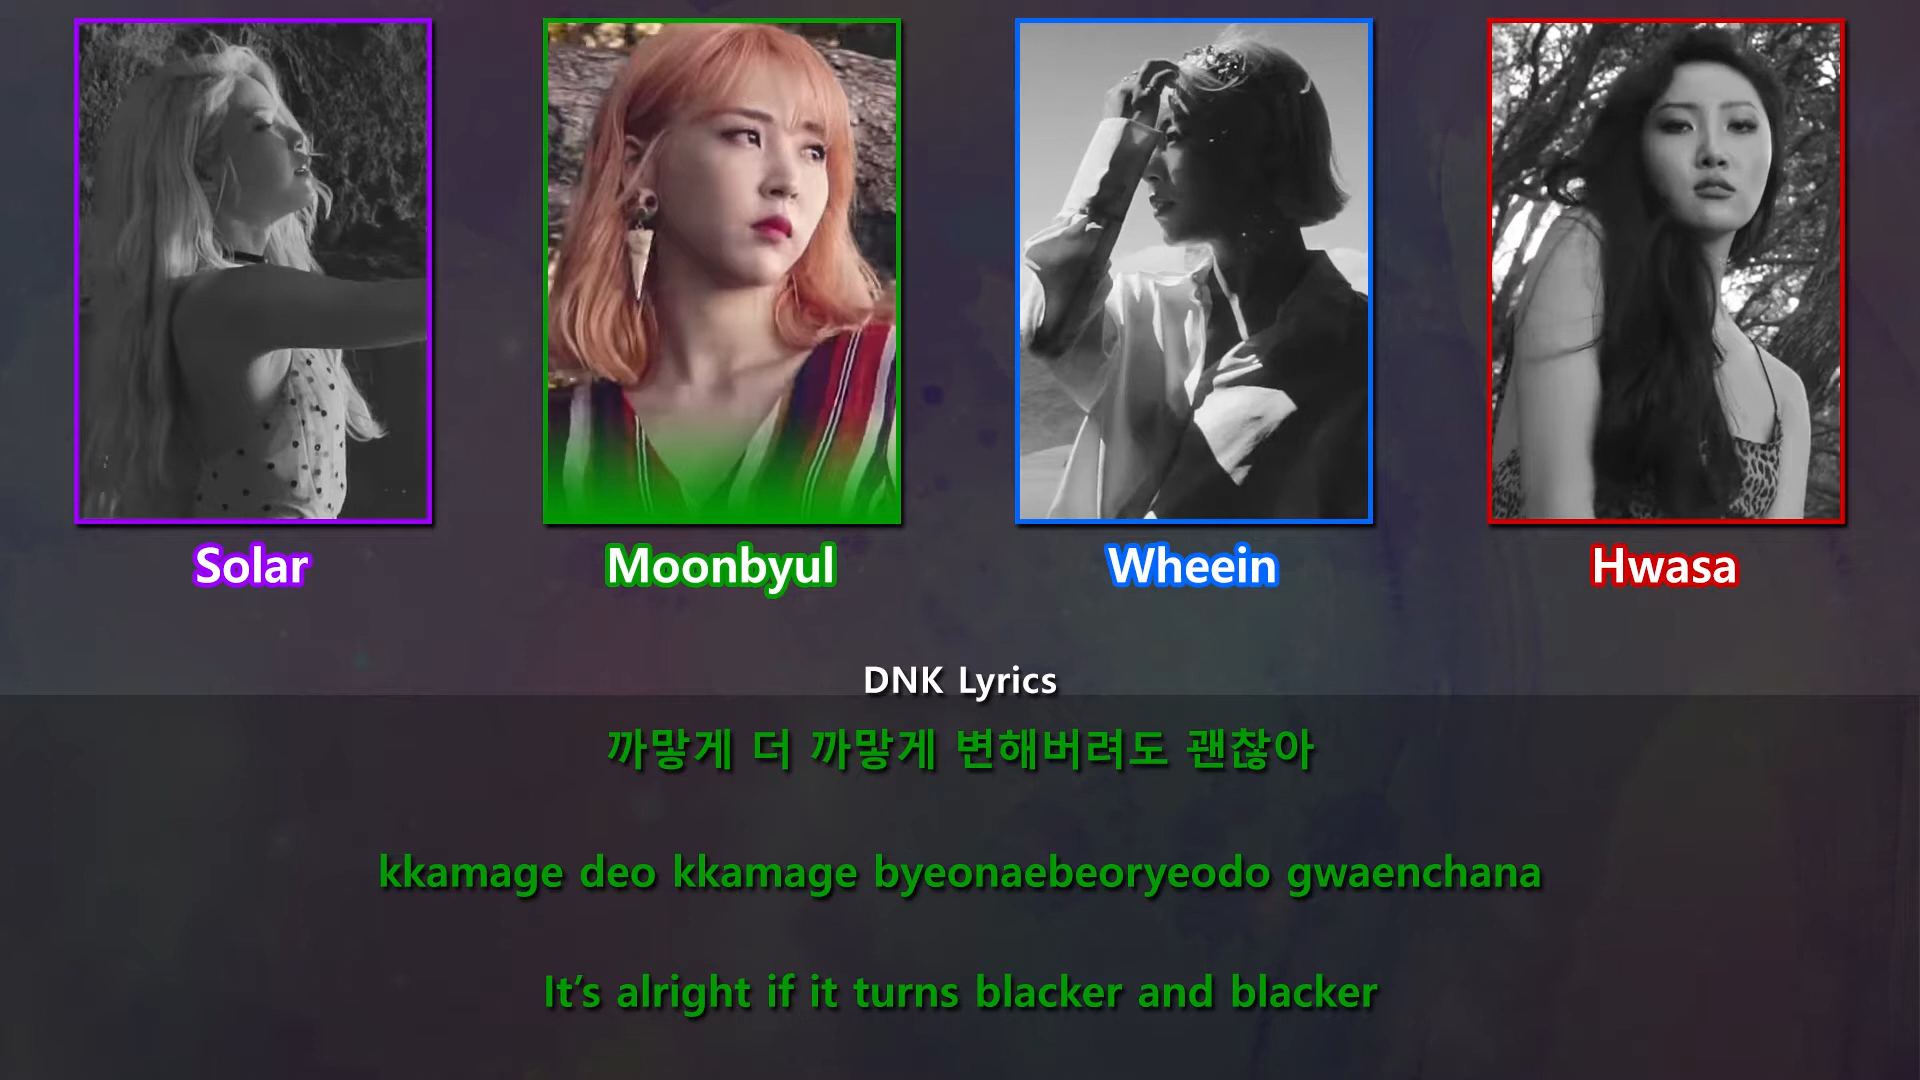 Solar
Moonbyul
Wheein
Hwasa
DNK Lyrics
까맣게 더 까맣게 변해버려도 괜찮아
kkamage deo kkamage byeonaebeoryeodo gwaenchana
It's alright if it turns blacker and blacker